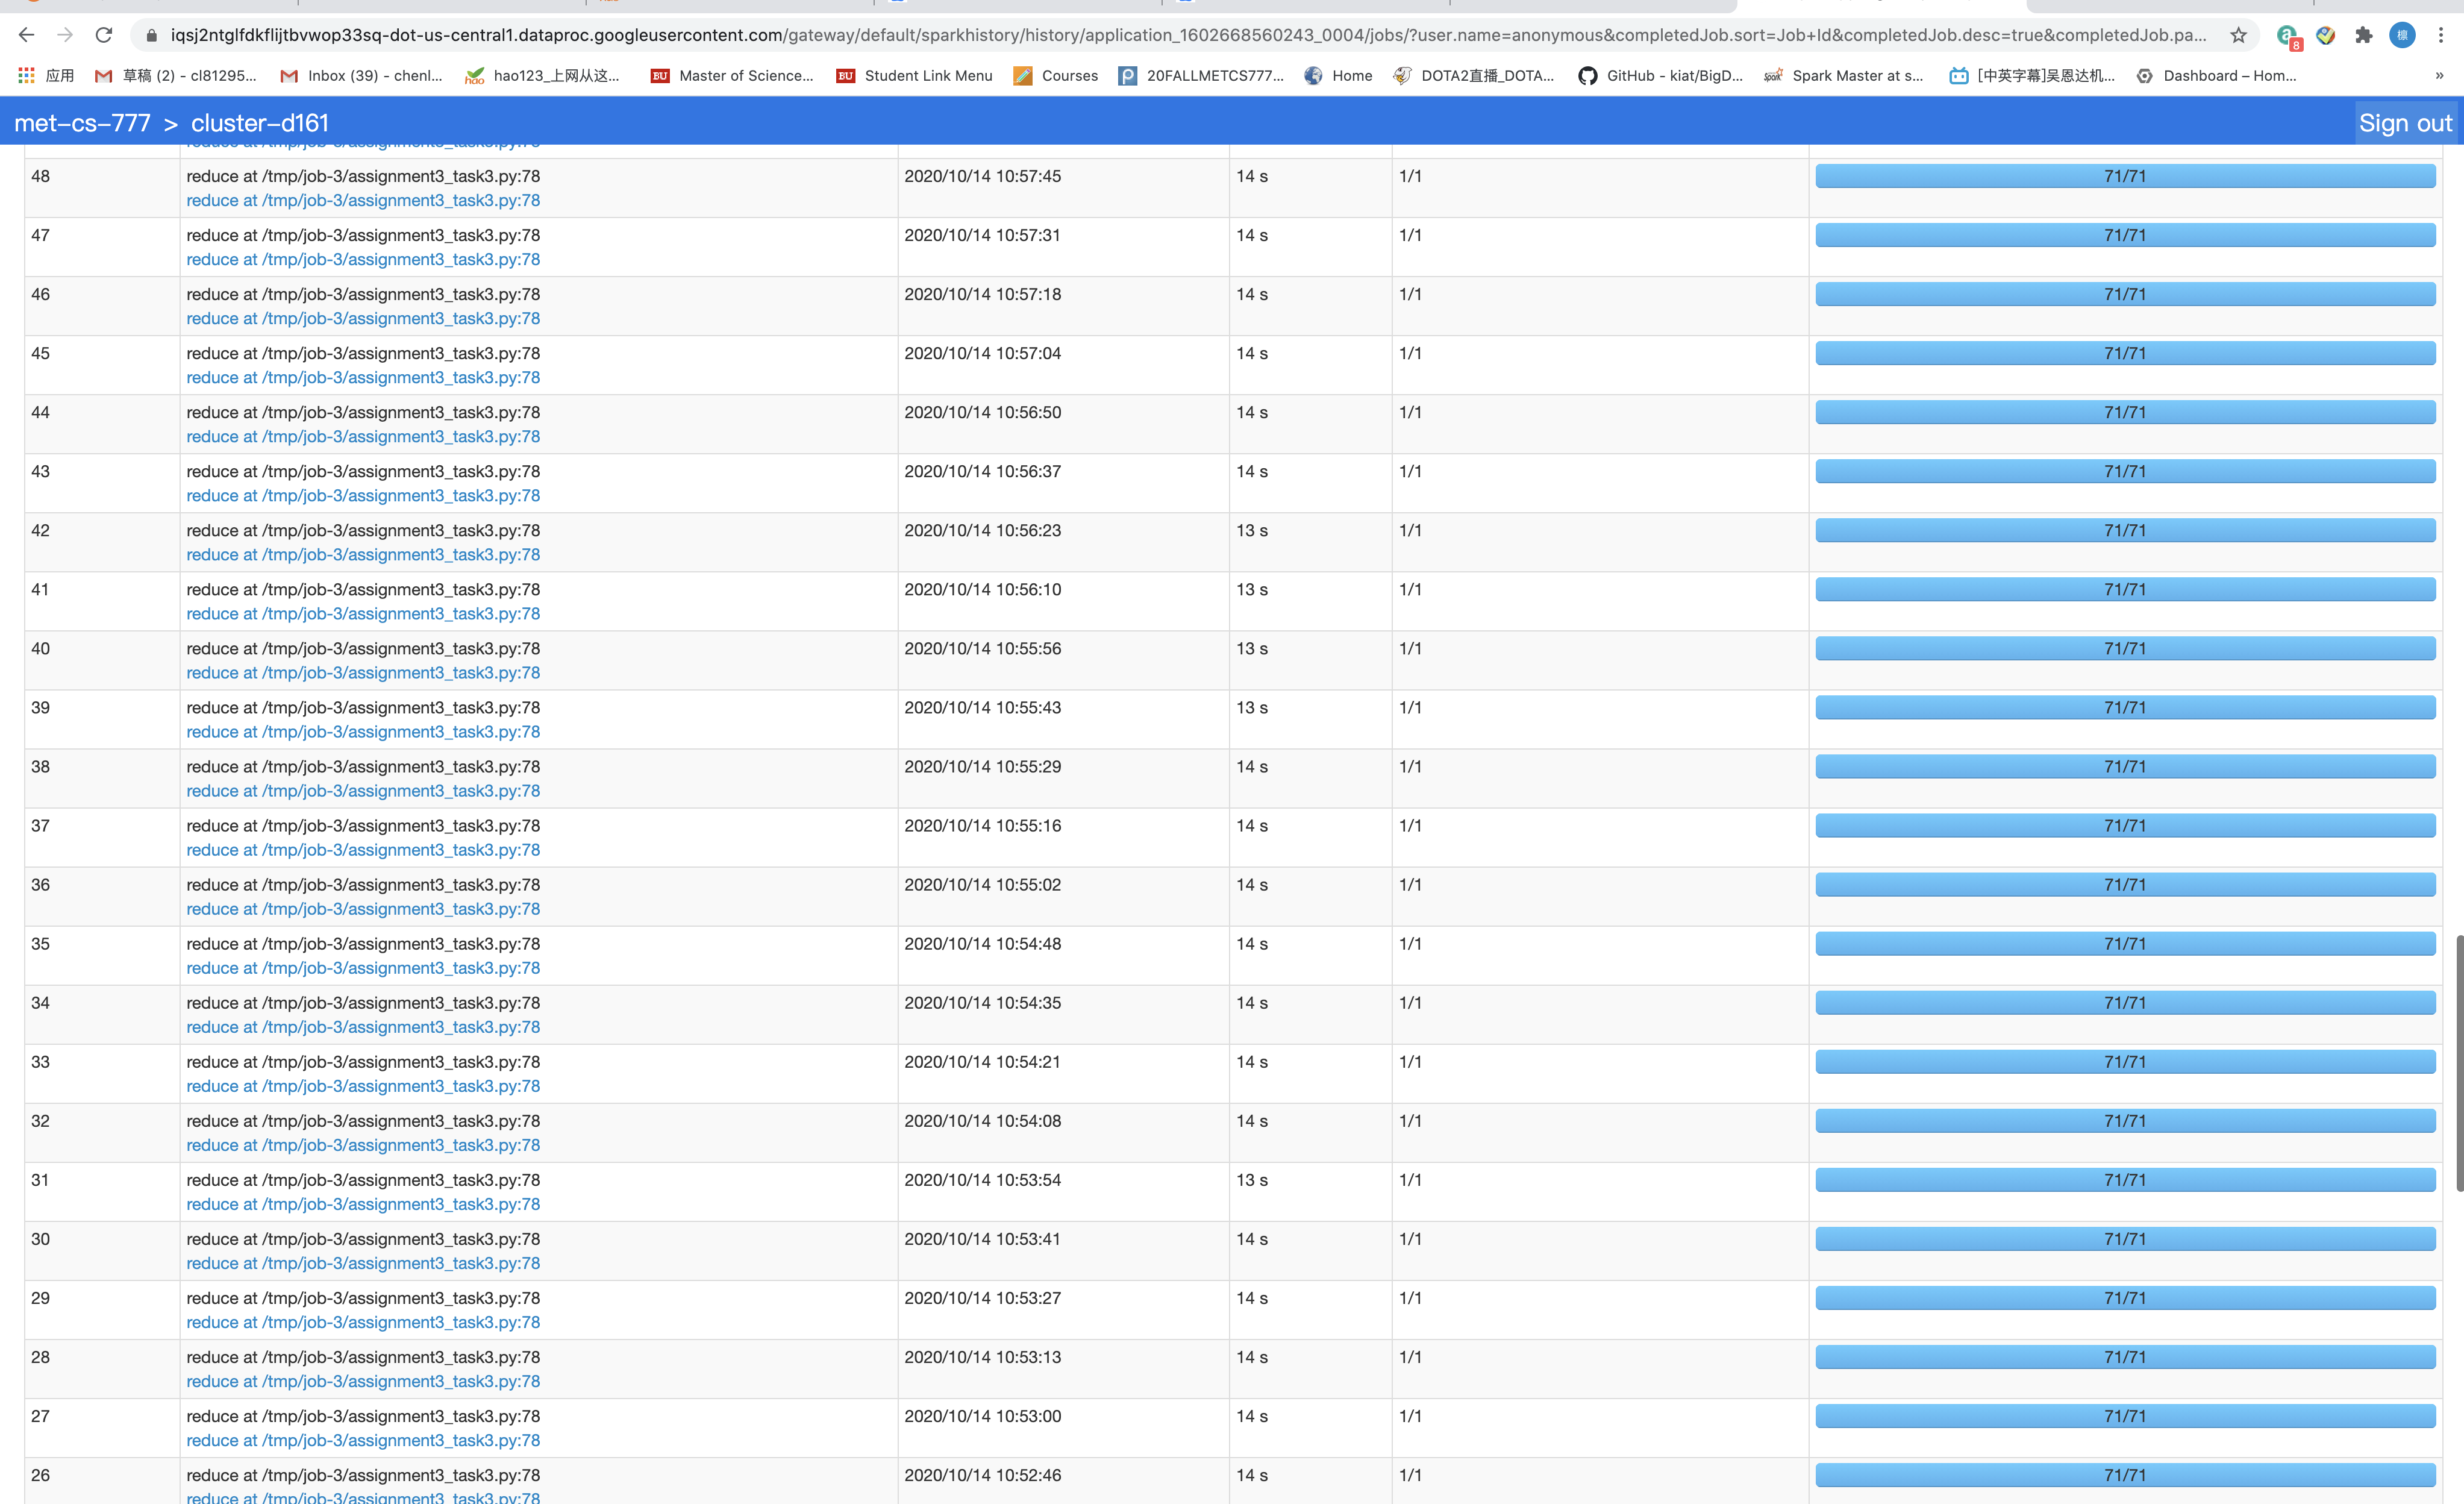 iqsj2ntglfdkflijtbvwop33sq-dot-us-central1.dataproc.googleusercontent.com/gateway/default/sparkhistory/history/application_1602668560243_0004/jobs/?user.name=anonymous&completedJob.sort=Job+Id&completedJob.desc=true&completedJob.pa... 8
应用 草稿 (2) - cl81295... Inbox (39) - chenl... hao123_上网从这... BU Master of Science... BU Student Link Menu Courses 20FALLMETCS777... Home DOTA2直播_DOTA... GitHub - kiat/BigD... Spark Master at s... [中英字幕]吴恩达机... Dashboard – Hom... »
met-cs-777 > cluster-d161 Sign out
48 reduce at /tmp/job-3/assignment3_task3.py:78 2020/10/14 10:57:45 14 s 1/1 71/71
reduce at /tmp/job-3/assignment3_task3.py:78
47 reduce at /tmp/job-3/assignment3_task3.py:78 2020/10/14 10:57:31 14 s 1/1 71/71
reduce at /tmp/job-3/assignment3_task3.py:78
46 reduce at /tmp/job-3/assignment3_task3.py:78 2020/10/14 10:57:18 14 s 1/1 71/71
reduce at /tmp/job-3/assignment3_task3.py:78
45 reduce at /tmp/job-3/assignment3_task3.py:78 2020/10/14 10:57:04 14 s 1/1 71/71
reduce at /tmp/job-3/assignment3_task3.py:78
44 reduce at /tmp/job-3/assignment3_task3.py:78 2020/10/14 10:56:50 14 s 1/1 71/71
reduce at /tmp/job-3/assignment3_task3.py:78
43 reduce at /tmp/job-3/assignment3_task3.py:78 2020/10/14 10:56:37 14 s 1/1 71/71
reduce at /tmp/job-3/assignment3_task3.py:78
42 reduce at /tmp/job-3/assignment3_task3.py:78 2020/10/14 10:56:23 13 s 1/1 71/71
reduce at /tmp/job-3/assignment3_task3.py:78
41 reduce at /tmp/job-3/assignment3_task3.py:78 2020/10/14 10:56:10 13 s 1/1 71/71
reduce at /tmp/job-3/assignment3_task3.py:78
40 reduce at /tmp/job-3/assignment3_task3.py:78 2020/10/14 10:55:56 13 s 1/1 71/71
reduce at /tmp/job-3/assignment3_task3.py:78
39 reduce at /tmp/job-3/assignment3_task3.py:78 2020/10/14 10:55:43 13 s 1/1 71/71
reduce at /tmp/job-3/assignment3_task3.py:78
38 reduce at /tmp/job-3/assignment3_task3.py:78 2020/10/14 10:55:29 14 s 1/1 71/71
reduce at /tmp/job-3/assignment3_task3.py:78
37 reduce at /tmp/job-3/assignment3_task3.py:78 2020/10/14 10:55:16 14 s 1/1 71/71
reduce at /tmp/job-3/assignment3_task3.py:78
36 reduce at /tmp/job-3/assignment3_task3.py:78 2020/10/14 10:55:02 14 s 1/1 71/71
reduce at /tmp/job-3/assignment3_task3.py:78
35 reduce at /tmp/job-3/assignment3_task3.py:78 2020/10/14 10:54:48 14 s 1/1 71/71
reduce at /tmp/job-3/assignment3_task3.py:78
34 reduce at /tmp/job-3/assignment3_task3.py:78 2020/10/14 10:54:35 14 s 1/1 71/71
reduce at /tmp/job-3/assignment3_task3.py:78
33 reduce at /tmp/job-3/assignment3_task3.py:78 2020/10/14 10:54:21 14 s 1/1 71/71
reduce at /tmp/job-3/assignment3_task3.py:78
32 reduce at /tmp/job-3/assignment3_task3.py:78 2020/10/14 10:54:08 14 s 1/1 71/71
reduce at /tmp/job-3/assignment3_task3.py:78
31 reduce at /tmp/job-3/assignment3_task3.py:78 2020/10/14 10:53:54 13 s 1/1 71/71
reduce at /tmp/job-3/assignment3_task3.py:78
30 reduce at /tmp/job-3/assignment3_task3.py:78 2020/10/14 10:53:41 14 s 1/1 71/71
reduce at /tmp/job-3/assignment3_task3.py:78
29 reduce at /tmp/job-3/assignment3_task3.py:78 2020/10/14 10:53:27 14 s 1/1 71/71
reduce at /tmp/job-3/assignment3_task3.py:78
28 reduce at /tmp/job-3/assignment3_task3.py:78 2020/10/14 10:53:13 14 s 1/1 71/71
reduce at /tmp/job-3/assignment3_task3.py:78
27 reduce at /tmp/job-3/assignment3_task3.py:78 2020/10/14 10:53:00 14 s 1/1 71/71
reduce at /tmp/job-3/assignment3_task3.py:78
26 reduce at /tmp/job-3/assignment3_task3.py:78 2020/10/14 10:52:46 14 s 1/1 71/71
reduce at /tmp/job-3/assignment3_task3.py:78